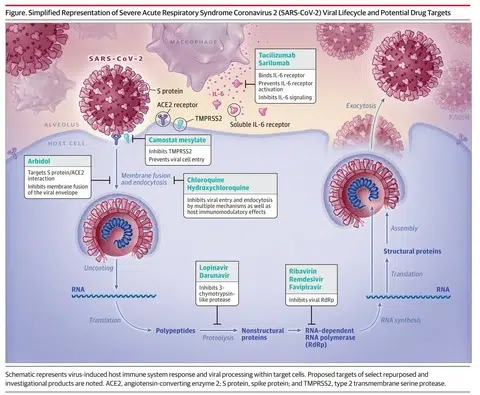 Figure. Simplified Representation of Severe Acute Respiratory Syndrome Coronavirus 2 (SARS-CoV-2) Viral Lifecycle and Potential Drug Targets
MACROPHAGE
SARS-CoV-2
S protein
ACE2 receptor
TMPRSS2
IL-6
Soluble IL-6 receptor
Tocilizumab
Sarilumab
Binds IL-6 receptor
Prevents IL-6 receptor
activation
Inhibits IL-6 signaling
Exocytosis
ALVEOLUS
HOST CELL
Camostat mesylate
Inhibits TMPRSS2
Prevents viral cell entry
Arbidol
Targets S protein/ACE2
interaction
Inhibits membrane fusion of
the viral envelope
Membrane fusion
and endocytosis
Chloroquine
Hydroxychloroquine
Inhibits viral entry and endocytosis
by multiple mechanisms as well as
host immunomodulatory effects
Assembly
Structural proteins
Translation
Uncoating
RNA
Lopinavir
Darunavir
Inhibits 3-
chymotrypsin-
like protease
Ribavirin
Remdesivir
Favipiravir
Inhibits viral RdRp
RNA
Translation
Polypeptides
Proteolysis
Nonstructural
proteins
RNA-dependent
RNA polymerase
(RdRp)
RNA synthesis
Schematic represents virus-induced host immune system response and viral processing within target cells. Proposed targets of select repurposed and
investigational products are noted. ACE2, angiotensin-converting enzyme 2; S protein, spike protein; and TMPRSS2, type 2 transmembrane serine protease.